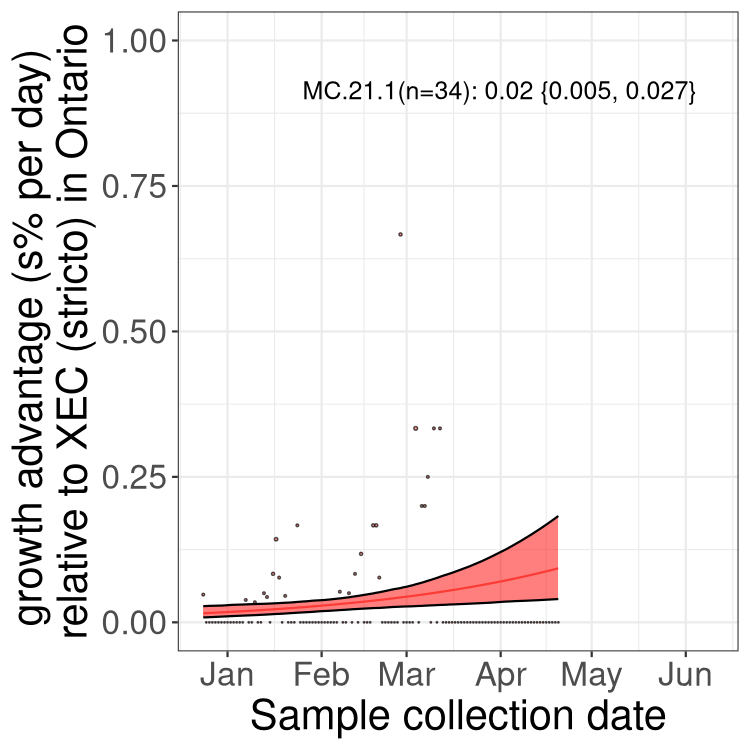 growth advantage (s% per day)
relative to XEC (stricto) in Ontario
1.00
0.75
0.50
0.25
0.00
MC.21.1(n=34): 0.02 {0.005, 0.027}
Jan Feb Mar Apr May Jun
Sample collection date